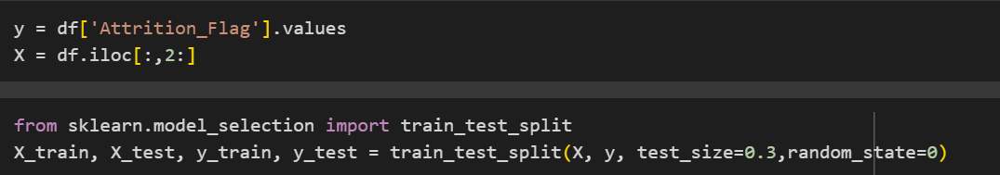 y = df['Attrition_Flag'].values
X = df.iloc[:,2:]
from sklearn.model_selection import train_test_split
X_train, X_test, y_train, y_test = train_test_split(X, y, test_size=0.3,random_state=0)